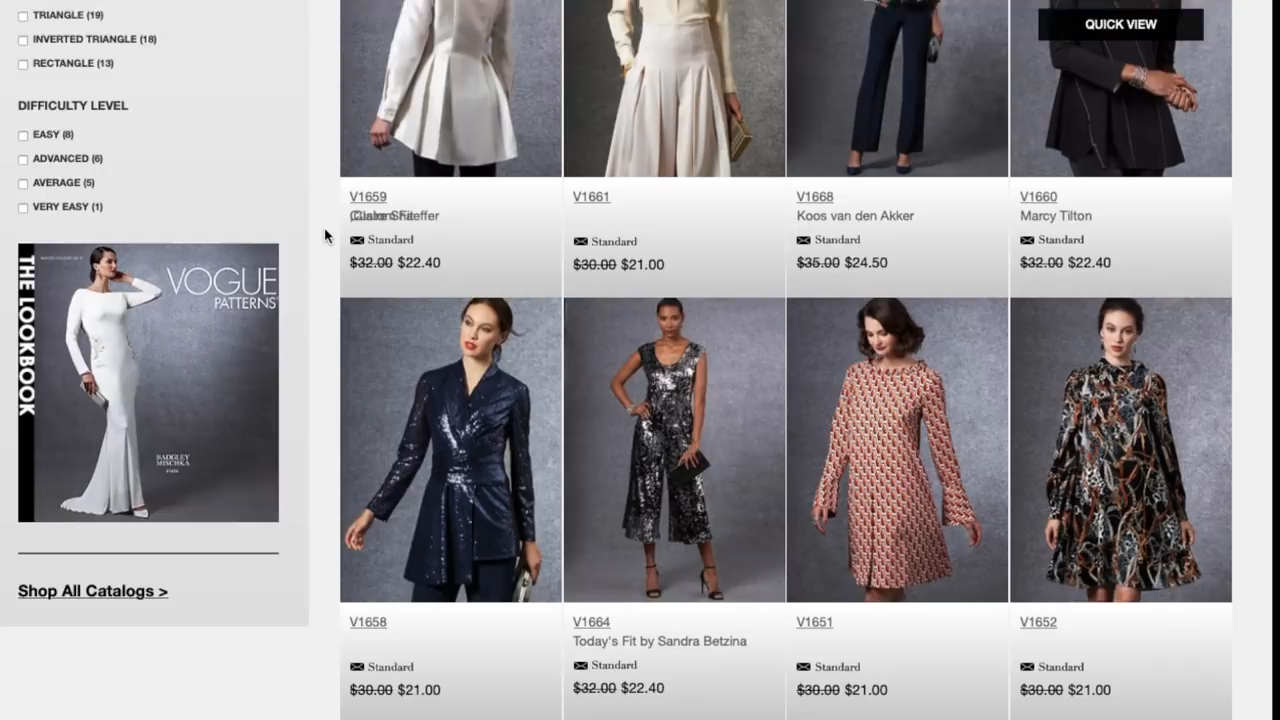 TRIANGLE (19)
INVERTED TRIANGLE (18)
RECTANGLE (13)
DIFFICULTY LEVEL
EASY (8)
ADVANCED (6)
AVERAGE (5)
VERY EASY (1)
THE LOOKBOOK
VOGUE
PATTERNS
BADGLEY
MISCHKA
Shop All Catalogs >
QUICK VIEW
V1659
V1661
V1668
V1660
Koos van den Akker
Marcy Tilton
Standard
Standard
Standard
Standard
$32.00 $22.40
$30.00 $21.00
$35.00 $24.50
$32.00 $22.40
V1658
V1664
V1651
V1652
Today's Fit by Sandra Betzina
Standard
Standard
Standard
Standard
$30.00 $21.00
$32.00 $22.40
$30.00 $21.00
$30.00 $21.00